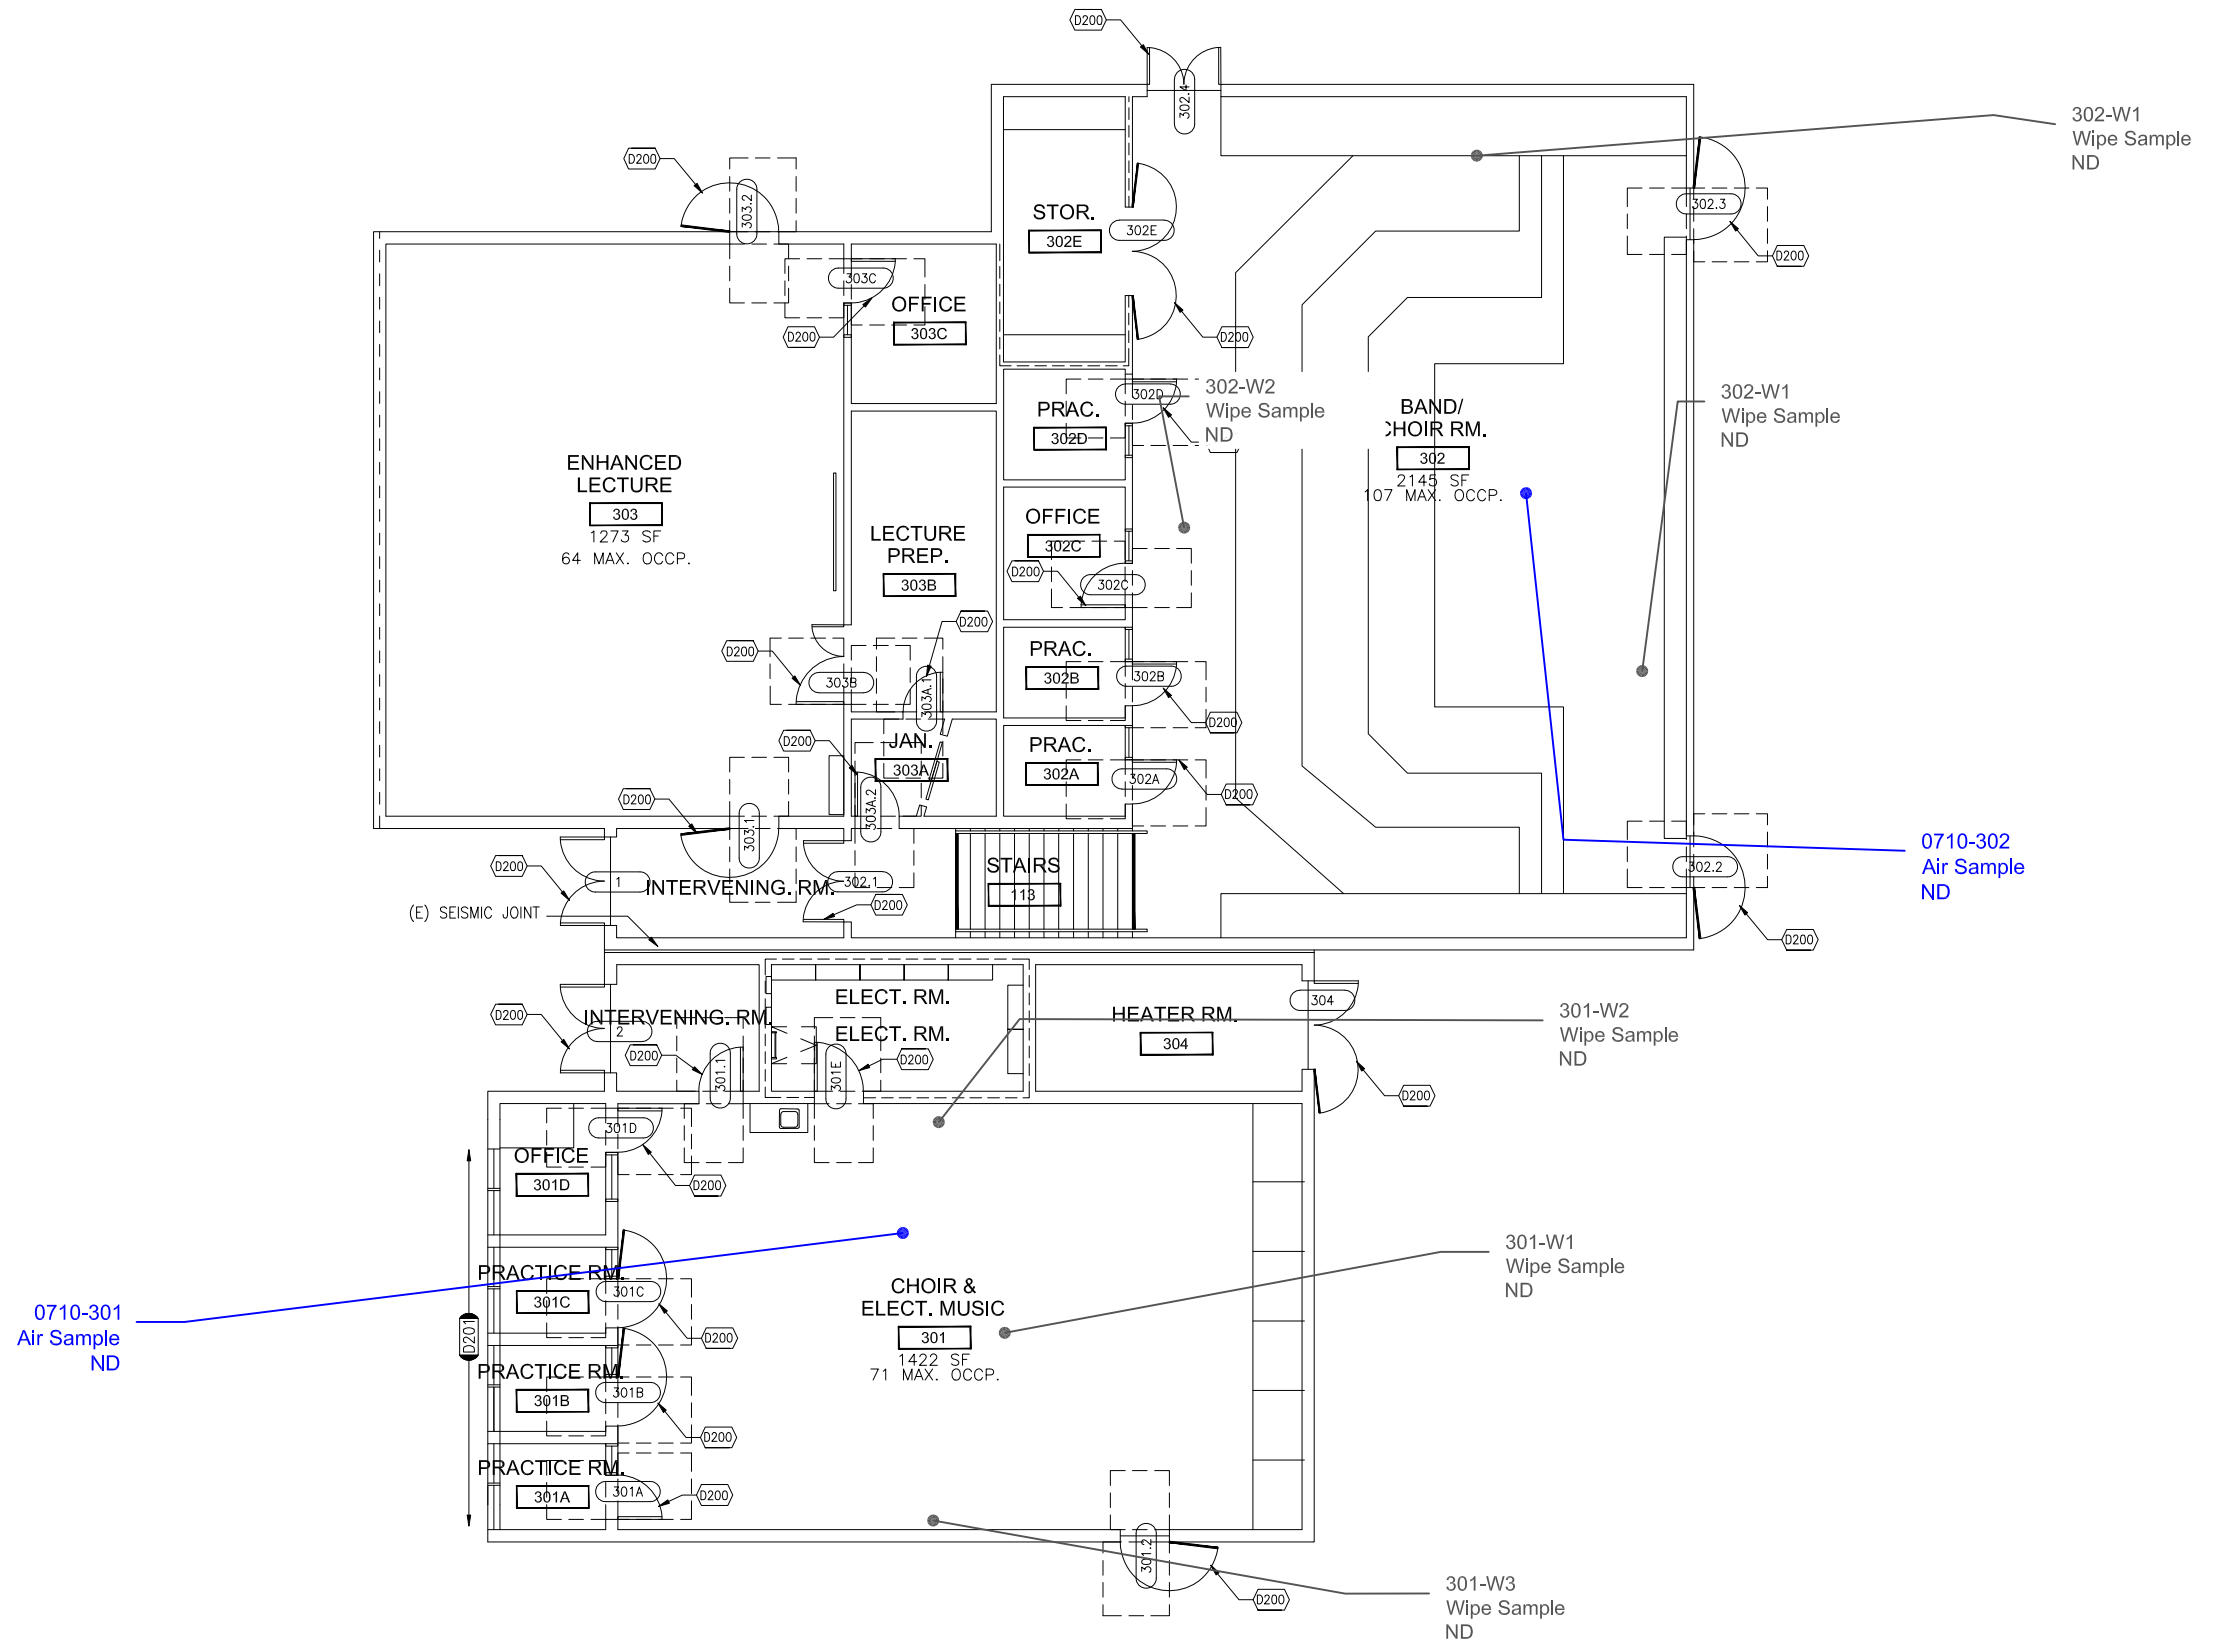 D200
302.4
302-W1
Wipe Sample
ND
D200
303.2
302.3
D200
STOR.
302E
302E
D200
303C
OFFICE
303C
D200
302-W2
Wipe Sample
ND
302D
PRAC.
302D
BAND/
CHOIR RM.
302
2145 SF
107 MAX. OCCP.
302-W1
Wipe Sample
ND
ENHANCED
LECTURE
303
1273 SF
64 MAX. OCCP.
LECTURE
PREP.
303B
OFFICE
302C
D200
302C
D200
D200
303B
303A.1
PRAC.
302B
302B
D200
D200
JAN.
303A
303A.2
PRAC.
302A
302A
D200
D200
303.1
0710-302
Air Sample
ND
D200
1
INTERVENING. RM.
302.1
D200
STAIRS
113
302.2
D200
(E) SEISMIC JOINT
D200
2
INTERVENING. RM.
D200
301.1
ELECT. RM.
ELECT. RM.
301E
D200
HEATER RM.
304
304
D200
301-W2
Wipe Sample
ND
301D
OFFICE
301D
D200
PRACTICE RM.
301C
301C
D200
0710-301
Air Sample
ND
D201
CHOIR &
ELECT. MUSIC
301
1422 SF
71 MAX. OCCP.
301-W1
Wipe Sample
ND
PRACTICE RM.
301B
301B
D200
PRACTICE RM.
301A
301A
D200
301.2
D200
301-W3
Wipe Sample
ND